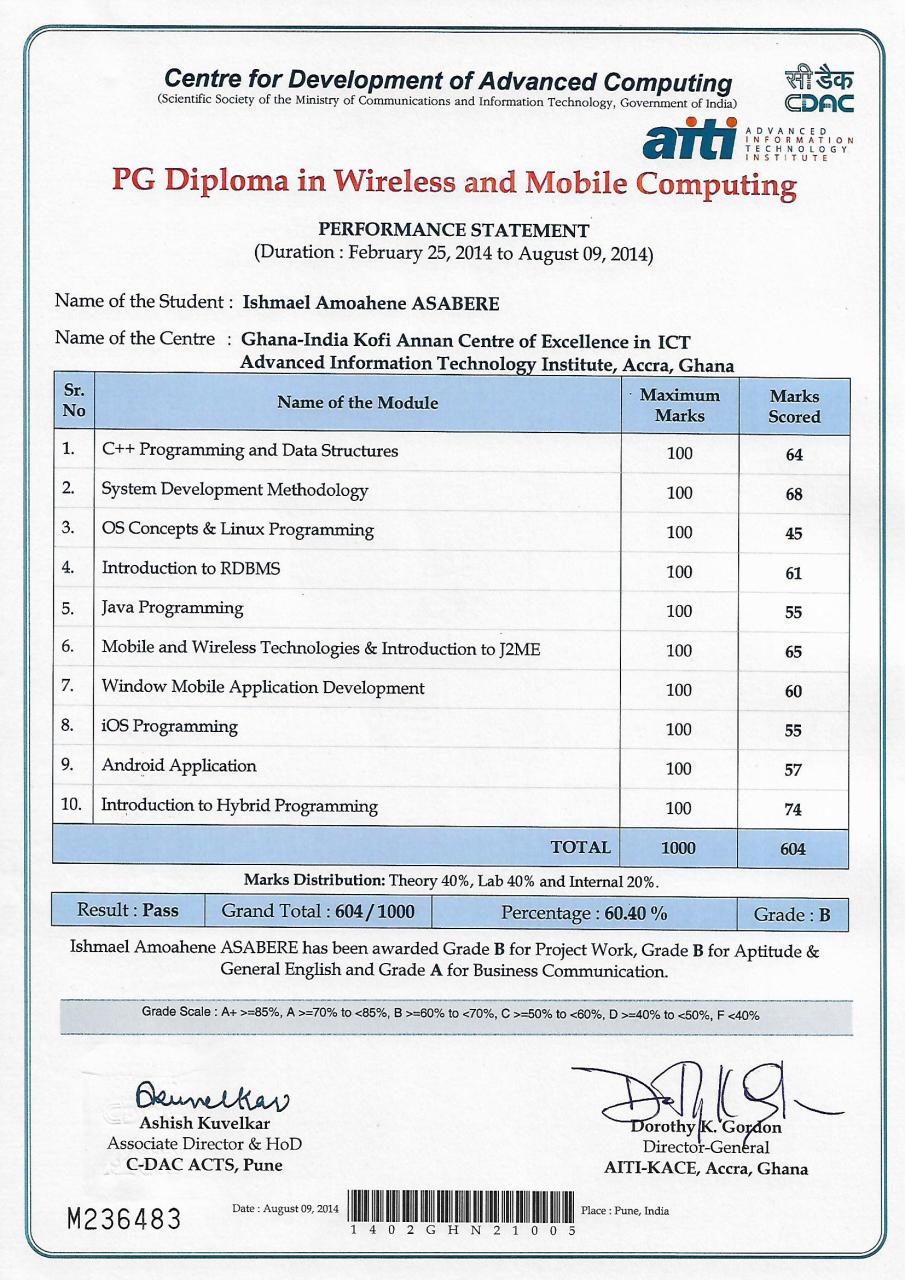 Centre for Development of Advanced Computing
(Scientific Society of the Ministry of Communications and Information Technology, Government of India)
सी डैक
CDAC
aiti ADVANCED INFORMATION TECHNOLOGY INSTITUTE
PG Diploma in Wireless and Mobile Computing
PERFORMANCE STATEMENT
(Duration : February 25, 2014 to August 09, 2014)
Name of the Student : Ishmael Amoahene ASABERE
Name of the Centre : Ghana-India Kofi Annan Centre of Excellence in ICT
Advanced Information Technology Institute, Accra, Ghana
Sr. No Name of the Module Maximum Marks Marks Scored
1. C++ Programming and Data Structures 100 64
2. System Development Methodology 100 68
3. OS Concepts & Linux Programming 100 45
4. Introduction to RDBMS 100 61
5. Java Programming 100 55
6. Mobile and Wireless Technologies & Introduction to J2ME 100 65
7. Window Mobile Application Development 100 60
8. iOS Programming 100 55
9. Android Application 100 57
10. Introduction to Hybrid Programming 100 74
TOTAL 1000 604
Marks Distribution: Theory 40%, Lab 40% and Internal 20%.
Result : Pass Grand Total : 604 / 1000 Percentage : 60.40 % Grade : B
Ishmael Amoahene ASABERE has been awarded Grade B for Project Work, Grade B for Aptitude &
General English and Grade A for Business Communication.
Grade Scale : A+ >=85%, A >=70% to <85%, B >=60% to <70%, C >=50% to <60%, D >=40% to <50%, F <40%
Ashish Kuvelkar
Associate Director & HoD
C-DAC ACTS, Pune
Dorothy K. Gordon
Director-General
AITI-KACE, Accra, Ghana
M236483
Date : August 09, 2014
1402GHN21005
Place : Pune, India